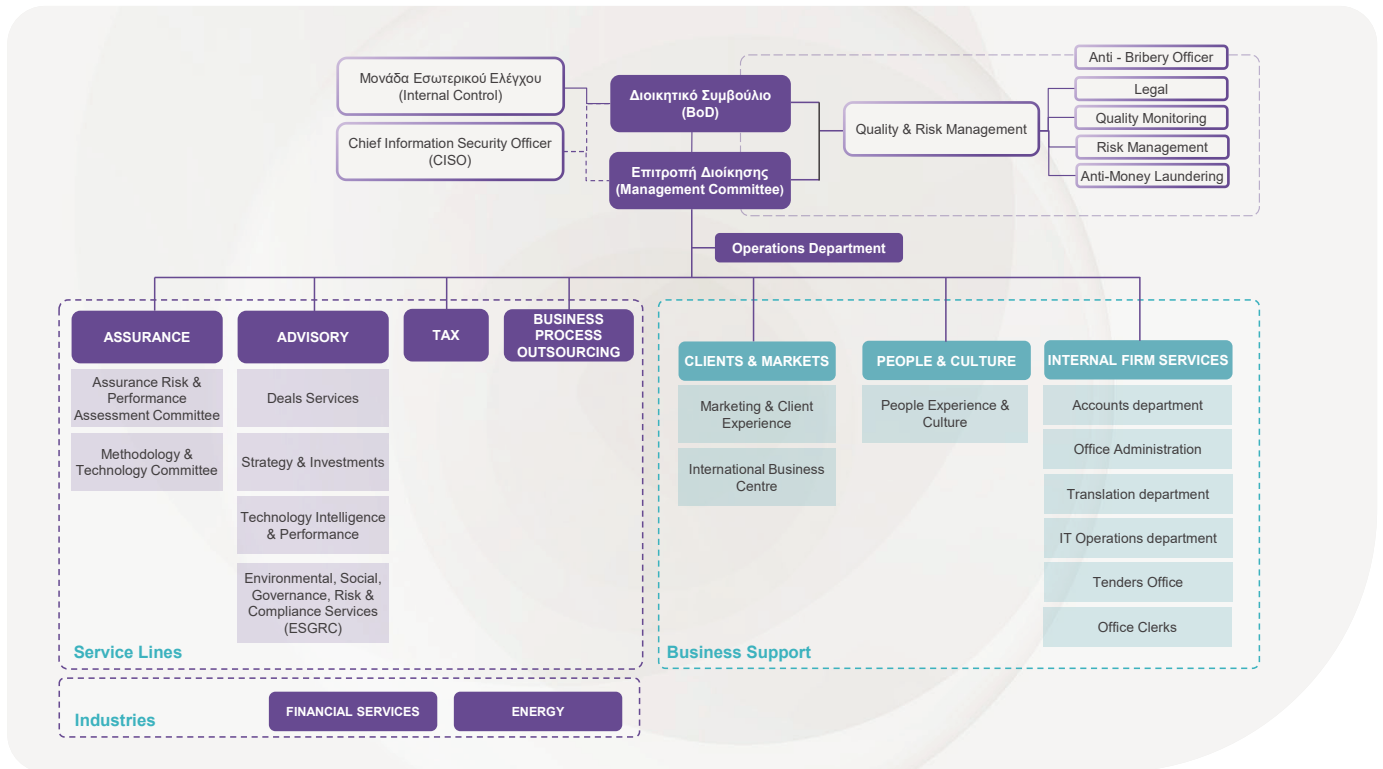 Μονάδα Εσωτερικού Ελέγχου
(Internal Control)
Chief Information Security Officer
(CISO)
Διοικητικό Συμβούλιο
(BoD)
Επιτροπή Διοίκησης
(Management Committee)
Quality & Risk Management
Anti - Bribery Officer
Legal
Quality Monitoring
Risk Management
Anti-Money Laundering
Operations Department
ASSURANCE
Assurance Risk &
Performance
Assessment Committee
Methodology &
Technology Committee
ADVISORY
Deals Services
Strategy & Investments
Technology Intelligence
& Performance
Environmental, Social,
Governance, Risk &
Compliance Services
(ESGRC)
TAX
BUSINESS
PROCESS
OUTSOURCING
Service Lines
CLIENTS & MARKETS
Marketing & Client
Experience
International Business
Centre
PEOPLE & CULTURE
People Experience &
Culture
INTERNAL FIRM SERVICES
Accounts department
Office Administration
Translation department
IT Operations department
Tenders Office
Office Clerks
Business Support
Industries
FINANCIAL SERVICES
ENERGY